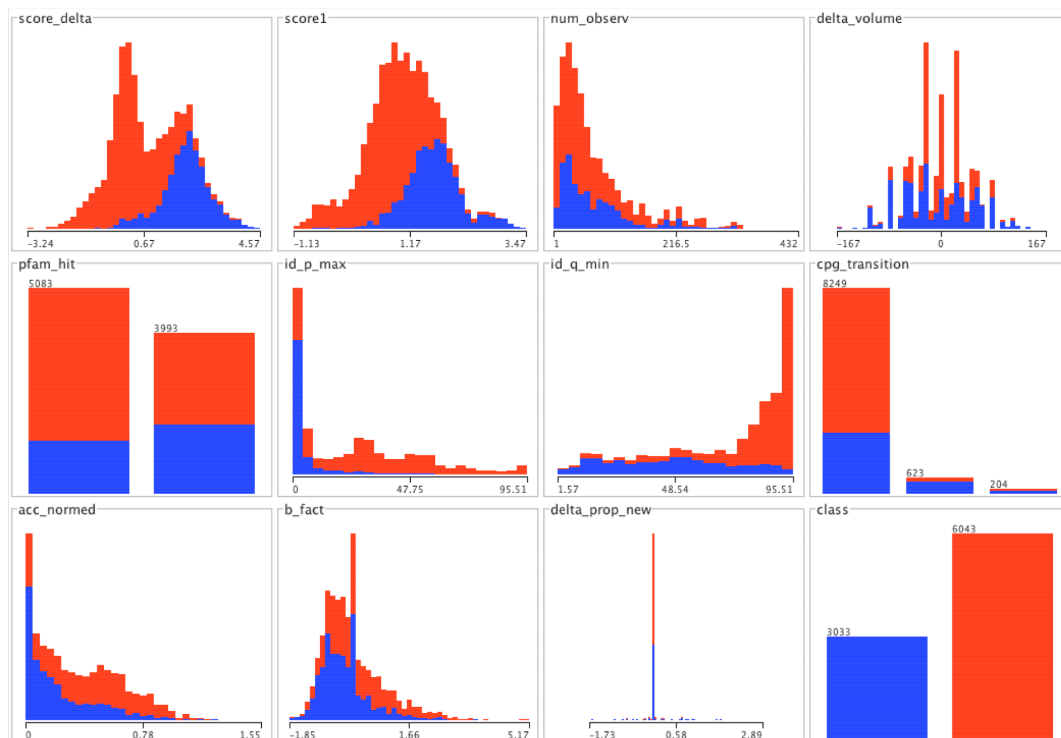 score_delta
−3.24 0.67 4.57
score1
−1.13 1.17 3.47
num_observ
1 216.5 432
delta_volume
−167 0 167
pfam_hit
5083
3993
id_p_max
0 47.75 95.51
id_q_min
1.57 48.54 95.51
cpg_transition
8249
623
204
acc_normed
0 0.78 1.55
b_fact
−1.85 1.66 5.17
delta_prop_new
−1.73 0.58 2.89
class
3033
6043